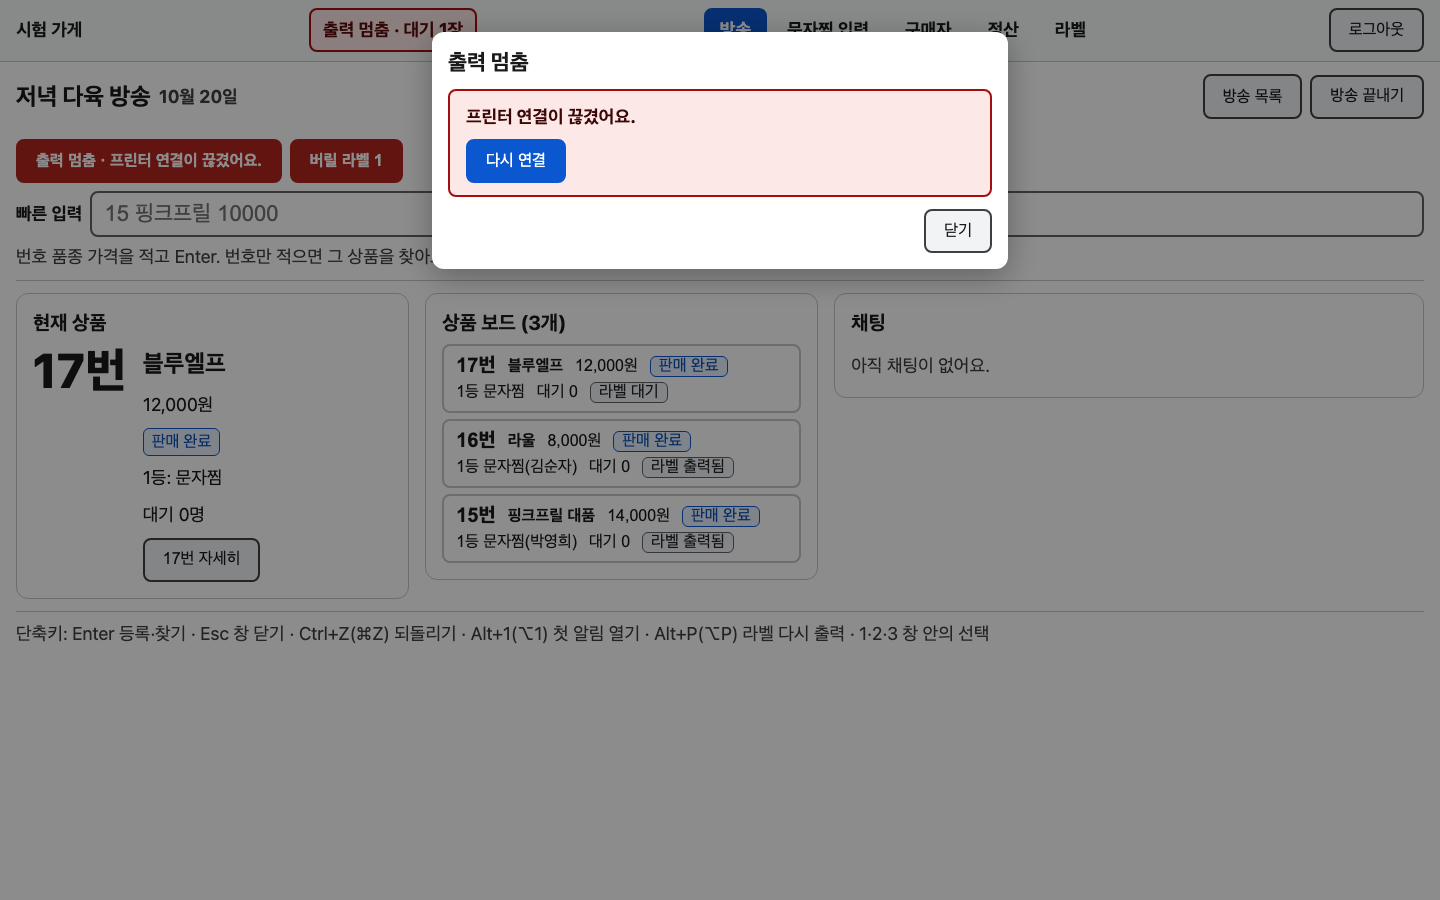 시험 가게
출력 멈춤 · 대기 1장
방송 문자찜 입력 구매자 정산 라벨
로그아웃
출력 멈춤
프린터 연결이 끊겼어요.
다시 연결
닫기
저녁 다육 방송 10월 20일
방송 목록
방송 끝내기
출력 멈춤 · 프린터 연결이 끊겼어요.
버릴 라벨 1
빠른 입력
15 핑크프릴 10000
번호 품종 가격을 적고 Enter. 번호만 적으면 그 상품을 찾아
현재 상품
17번
블루엘프
12,000원
판매 완료
1등: 문자찜
대기 0명
17번 자세히
상품 보드 (3개)
17번 블루엘프 12,000원 판매 완료
1등 문자찜 대기 0 라벨 대기
16번 라울 8,000원 판매 완료
1등 문자찜(김순자) 대기 0 라벨 출력됨
15번 핑크프릴 대품 14,000원 판매 완료
1등 문자찜(박영희) 대기 0 라벨 출력됨
채팅
아직 채팅이 없어요.
단축키: Enter 등록·찾기 · Esc 창 닫기 · Ctrl+Z(⌘Z) 되돌리기 · Alt+1(⌥1) 첫 알림 열기 · Alt+P(⌥P) 라벨 다시 출력 · 1·2·3 창 안의 선택